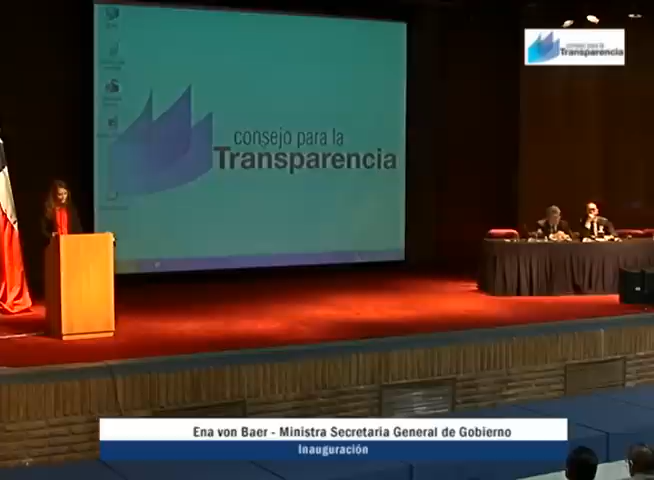 consejo para la
Transparencia
consejo para la
Transparencia
Ena von Baer - Ministra Secretaria General de Gobierno
Inauguración